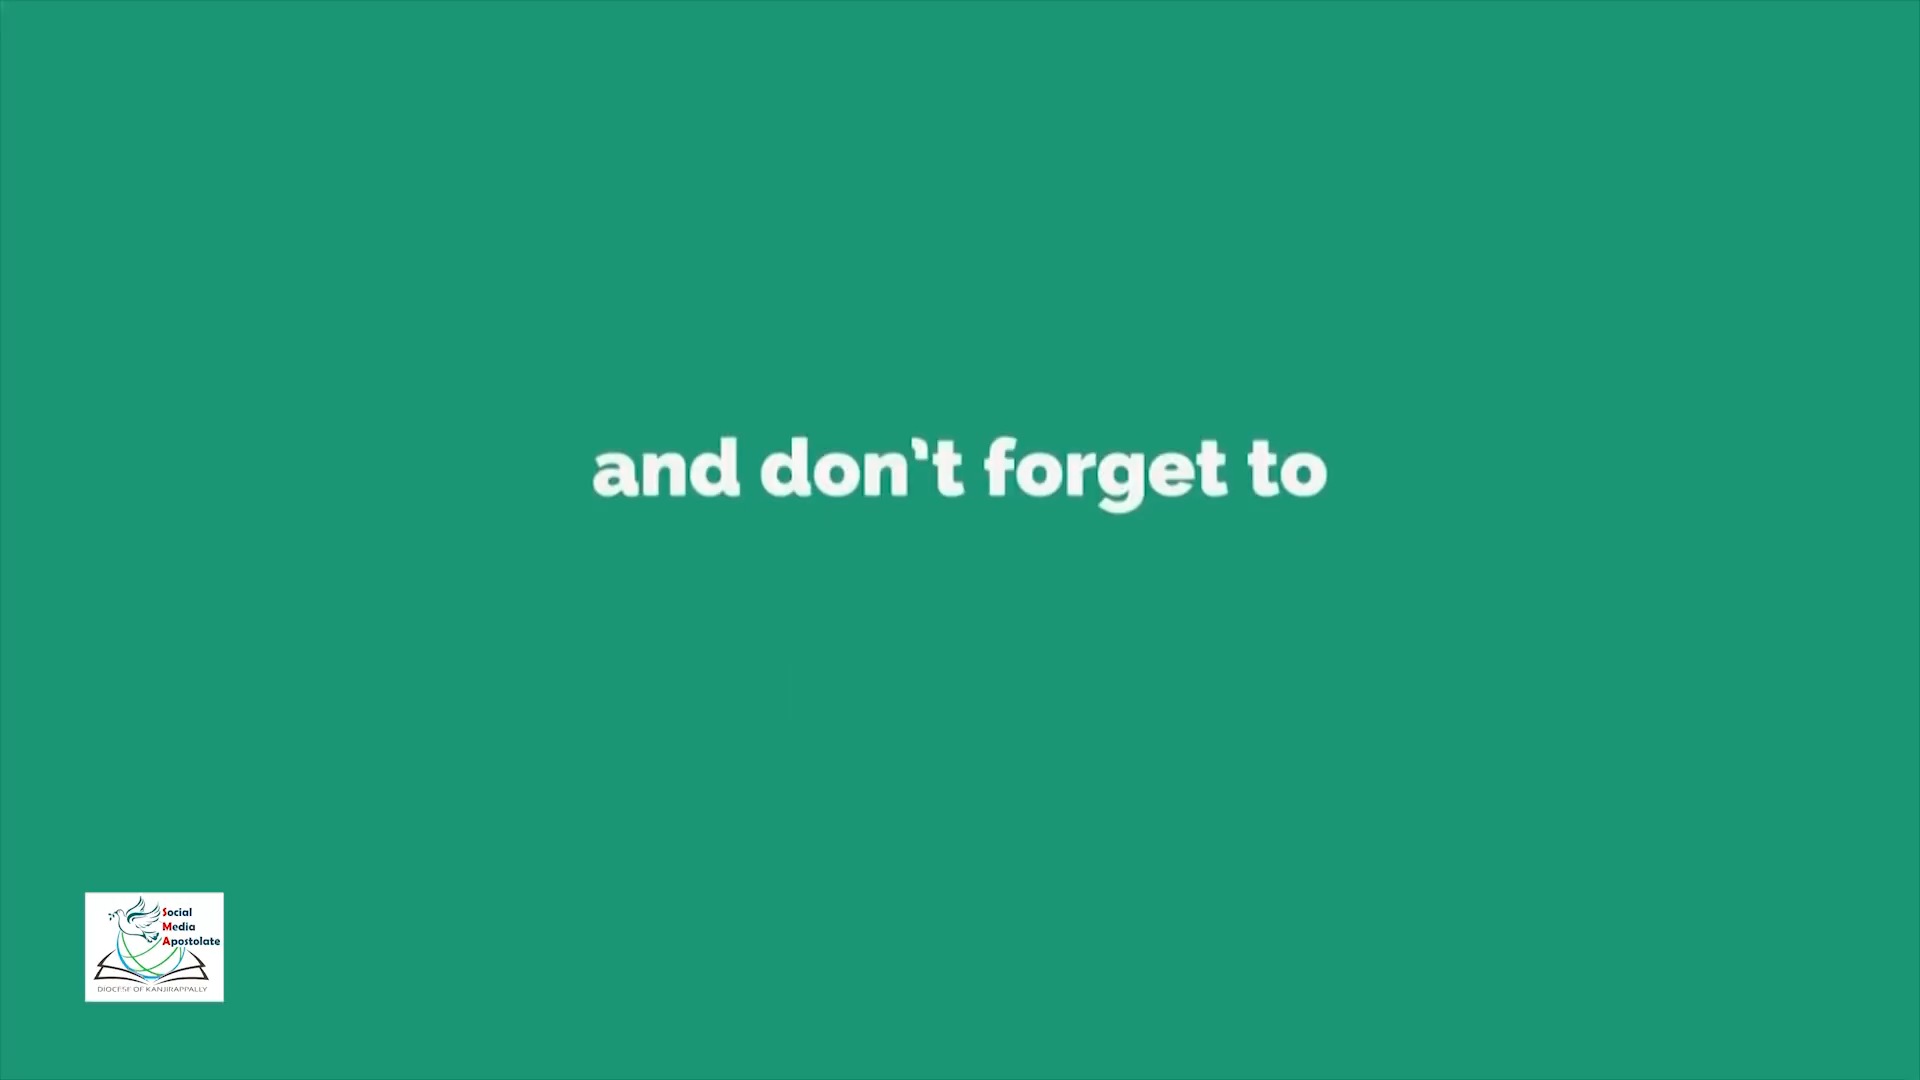 and don't forget to
Social
Media
Apostolate
DIOCESE OF KANJIRAPPALLY